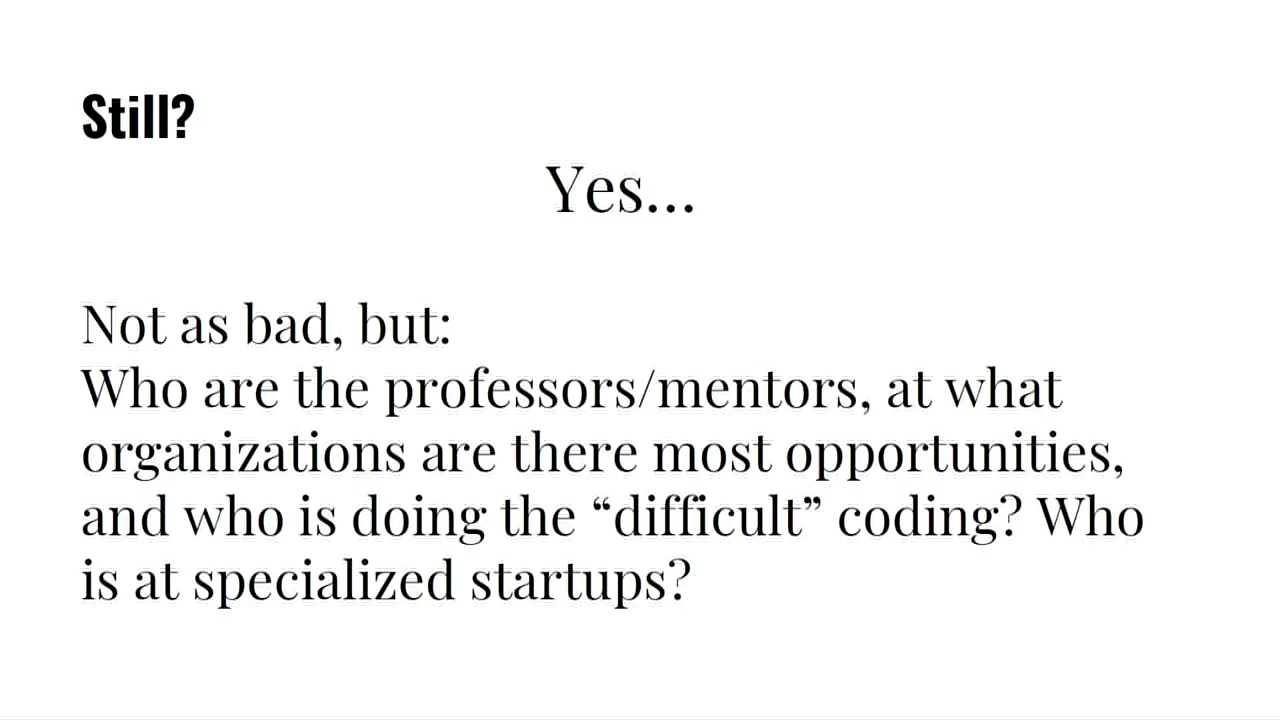 Still?
Yes...
Not as bad, but:
Who are the professors/mentors, at what
organizations are there most opportunities,
and who is doing the “difficult” coding? Who
is at specialized startups?